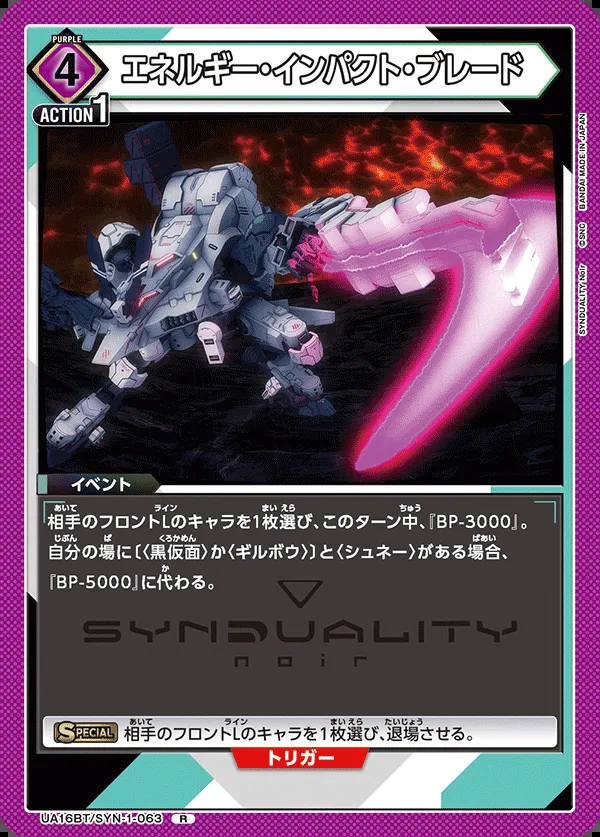 PURPLE
4
ACTION 1
エネルギー・インパクト・ブレード
BANDAI MADE IN JAPAN
©SNC
SYNDUALITY Noir
イベント
相手のフロントLのキャラを1枚選び、このターン中、『BP-3000』。
自分の場に〔〈黒仮面〉か〈ギルボウ〉〕と〈シュネー〉がある場合、
『BP-5000』に代わる。
SYNDUALITY
noir
SPECIAL 相手のフロントLのキャラを1枚選び、退場させる。
トリガー
UA16BT/SYN-1-063 R